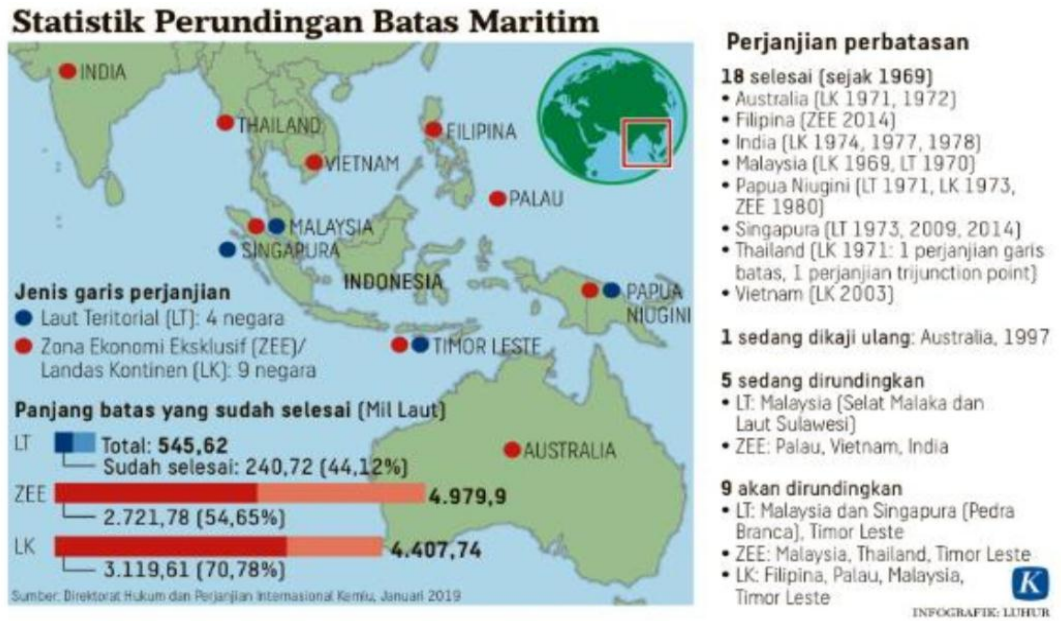 Statistik Perundingan Batas Maritim
INDIA
THAILAND
FILIPINA
VIETNAM
PALAU
MALAYSIA
SINGAPURA
INDONESIA
PAPUA
NIUGINI
TIMOR LESTE
AUSTRALIA
Jenis garis perjanjian
Laut Teritorial (LT): 4 negara
Zona Ekonomi Eksklusif (ZEE)/
Landas Kontinen (LK): 9 negara
Panjang batas yang sudah selesai (Mil Laut)
LT Total: 545,62
Sudah selesai: 240,72 (44,12%)
ZEE 4.979,9
2.721,78 (54,65%)
LK 4.407,74
3.119,61 (70,78%)
Sumber: Direktorat Hukum dan Perjanjian Internasional Kemlu, Januari 2019
Perjanjian perbatasan
18 selesai (sejak 1969)
• Australia (LK 1971, 1972)
• Filipina (ZEE 2014)
• India (LK 1974, 1977, 1978)
• Malaysia (LK 1969, LT 1970)
• Papua Niugini (LT 1971, LK 1973,
ZEE 1980)
• Singapura (LT 1973, 2009, 2014)
• Thailand (LK 1971: 1 perjanjian garis
batas, 1 perjanjian trijunction point)
• Vietnam (LK 2003)
1 sedang dikaji ulang: Australia, 1997
5 sedang dirundingkan
• LT: Malaysia (Selat Malaka dan
Laut Sulawesi)
• ZEE: Palau, Vietnam, India
9 akan dirundingkan
• LT: Malaysia dan Singapura (Pedra
Branca), Timor Leste
• ZEE: Malaysia, Thailand, Timor Leste
• LK: Filipina, Palau, Malaysia,
Timor Leste
K
INFOGRAFIK: LUHUR